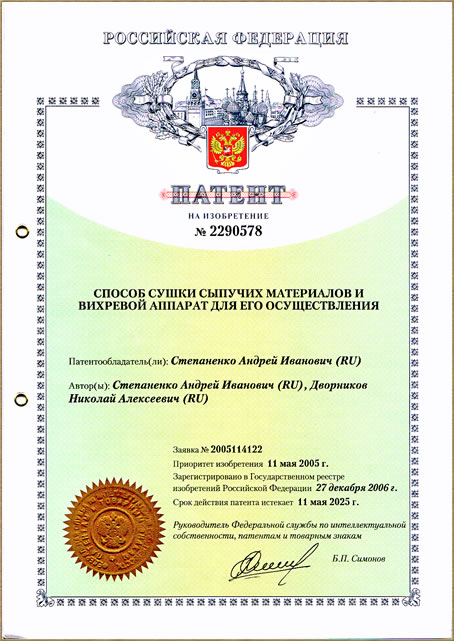 РОССИЙСКАЯ ФЕДЕРАЦИЯ
ПАТЕНТ
НА ИЗОБРЕТЕНИЕ
№ 2290578
СПОСОБ СУШКИ СЫПУЧИХ МАТЕРИАЛОВ И
ВИХРЕВОЙ АППАРАТ ДЛЯ ЕГО ОСУЩЕСТВЛЕНИЯ
Патентообладатель(ли): Степаненко Андрей Иванович (RU)
Автор(ы): Степаненко Андрей Иванович (RU), Дворников
Николай Алексеевич (RU)
Заявка № 2005114122
Приоритет изобретения 11 мая 2005 г.
Зарегистрировано в Государственном реестре
изобретений Российской Федерации 27 декабря 2006 г.
Срок действия патента истекает 11 мая 2025 г.
Руководитель Федеральной службы по интеллектуальной
собственности, патентам и товарным знакам
Б.П. Симонов